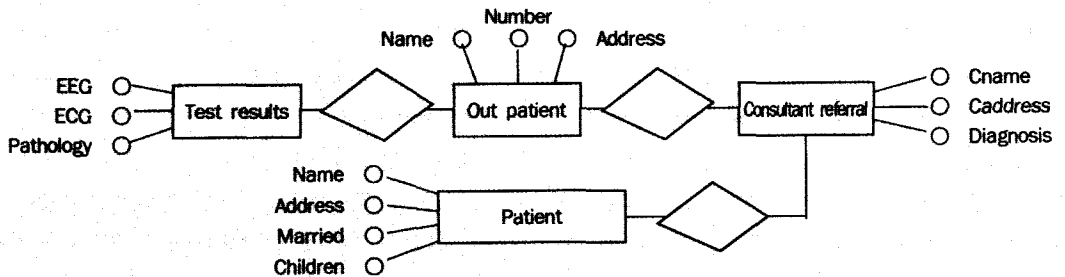 Number
Name
Address
EEG
ECG
Pathology
Test results
Out patient
Consultant referral
Cname
Caddress
Diagnosis
Name
Address
Married
Children
Patient